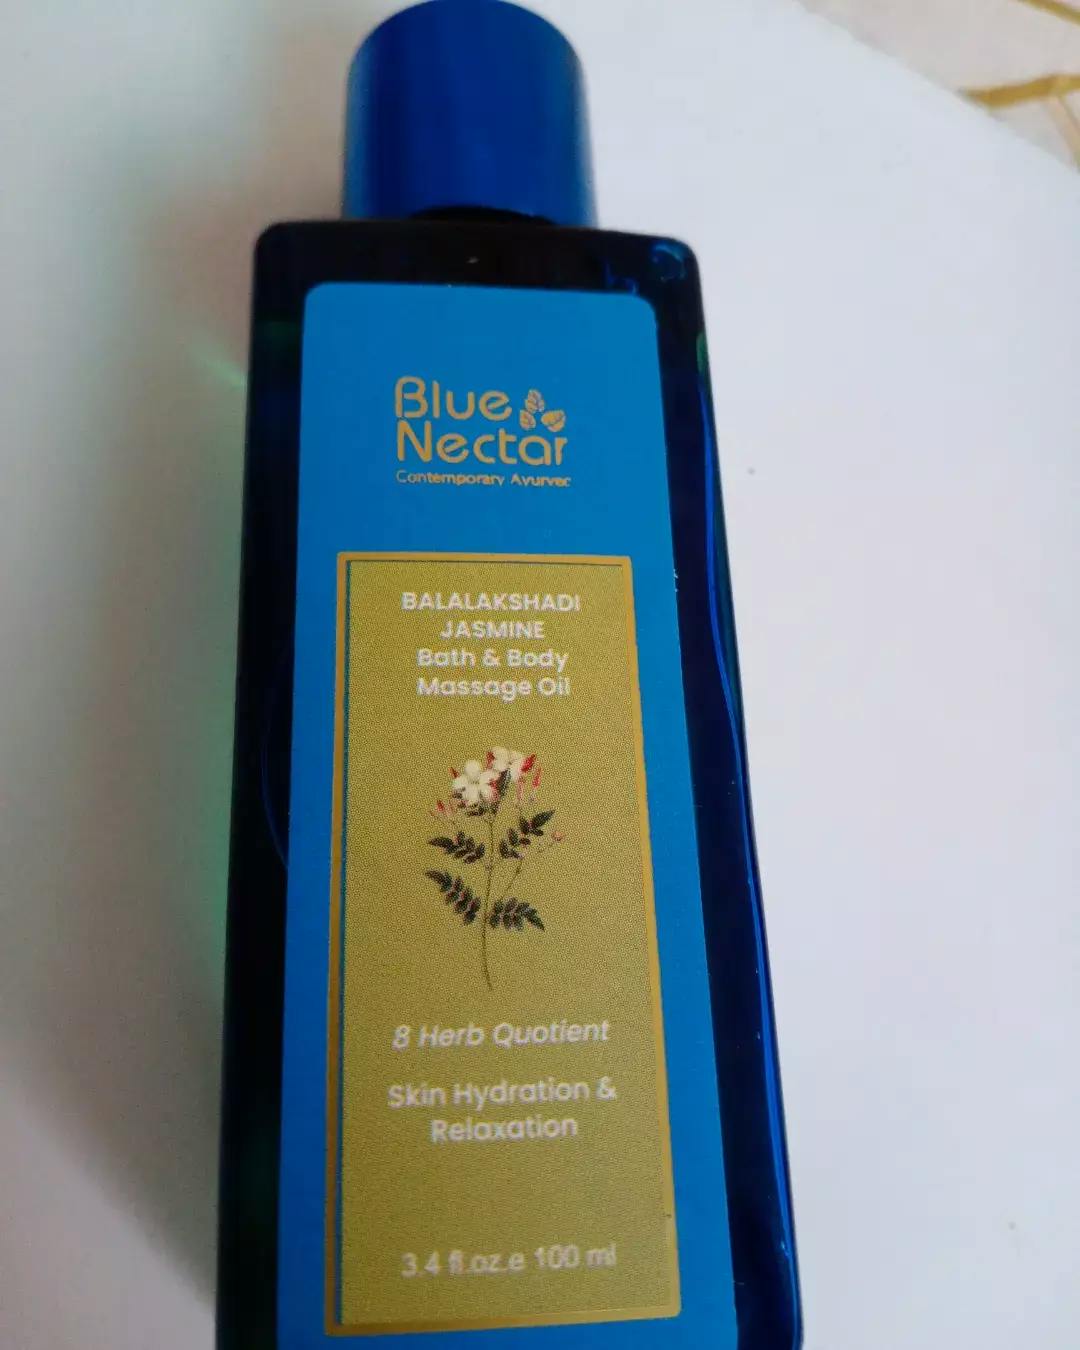 Blue
Nectar
Contemporary Ayurved
BALALAKSHADI
JASMINE
Bath & Body
Massage Oil
8 Herb Quotient
Skin Hydration &
Relaxation
3.4 fl.oz.e 100 ml